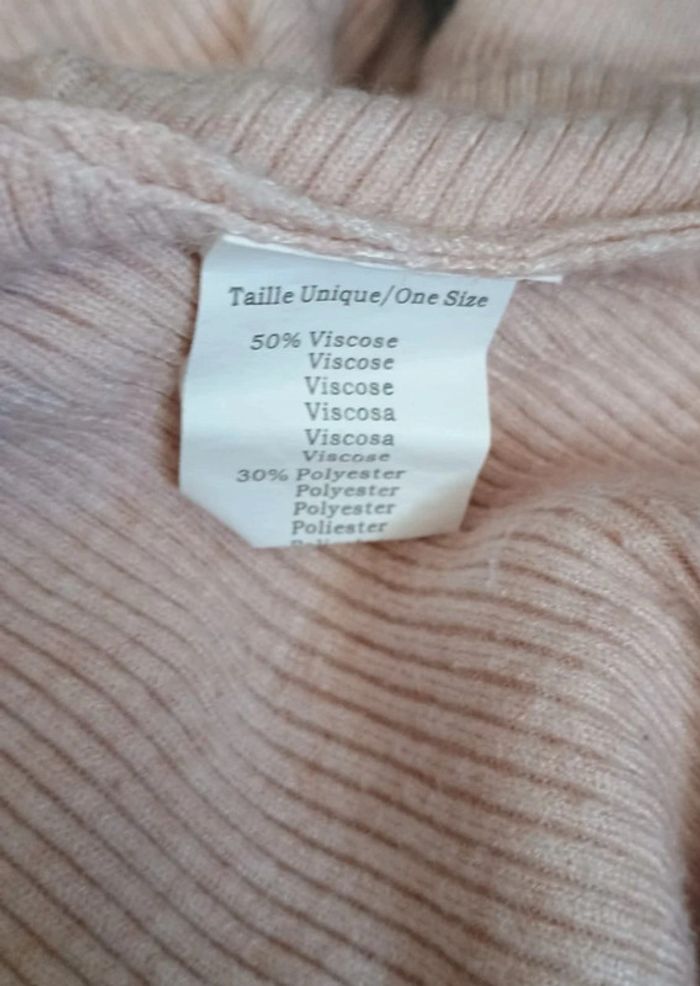 Taille Unique/One Size
50% Viscose
Viscose
Viscose
Viscosa
Viscosa
Viscose
30% Polyester
Polyester
Polyester
Poliester